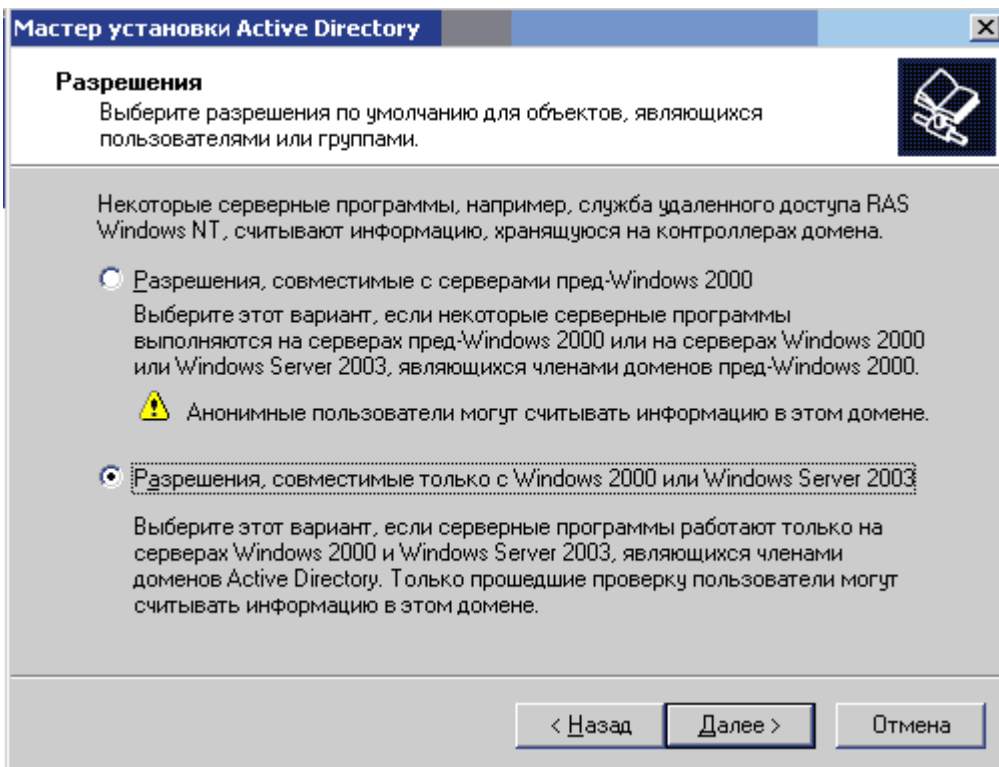 Мастер установки Active Directory
Разрешения
Выберите разрешения по умолчанию для объектов, являющихся
пользователями или группами.
Некоторые серверные программы, например, служба удаленного доступа RAS
Windows NT, считывают информацию, хранящуюся на контроллерах домена.
Разрешения, совместимые с серверами пред-Windows 2000
Выберите этот вариант, если некоторые серверные программы
выполняются на серверах пред-Windows 2000 или на серверах Windows 2000
или Windows Server 2003, являющихся членами доменов пред-Windows 2000.
Анонимные пользователи могут считывать информацию в этом домене.
Разрешения, совместимые только с Windows 2000 или Windows Server 2003
Выберите этот вариант, если серверные программы работают только на
серверах Windows 2000 и Windows Server 2003, являющихся членами
доменов Active Directory. Только прошедшие проверку пользователи могут
считывать информацию в этом домене.
< Назад Далее > Отмена